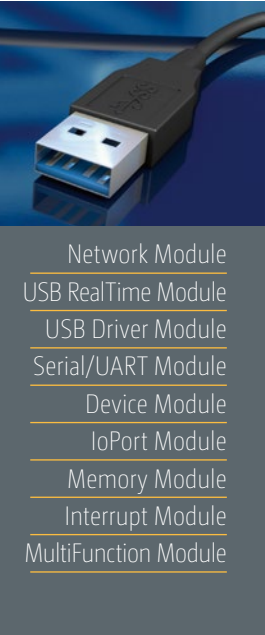 Network Module
USB RealTime Module
USB Driver Module
Serial/UART Module
Device Module
IoPort Module
Memory Module
Interrupt Module
MultiFunction Module